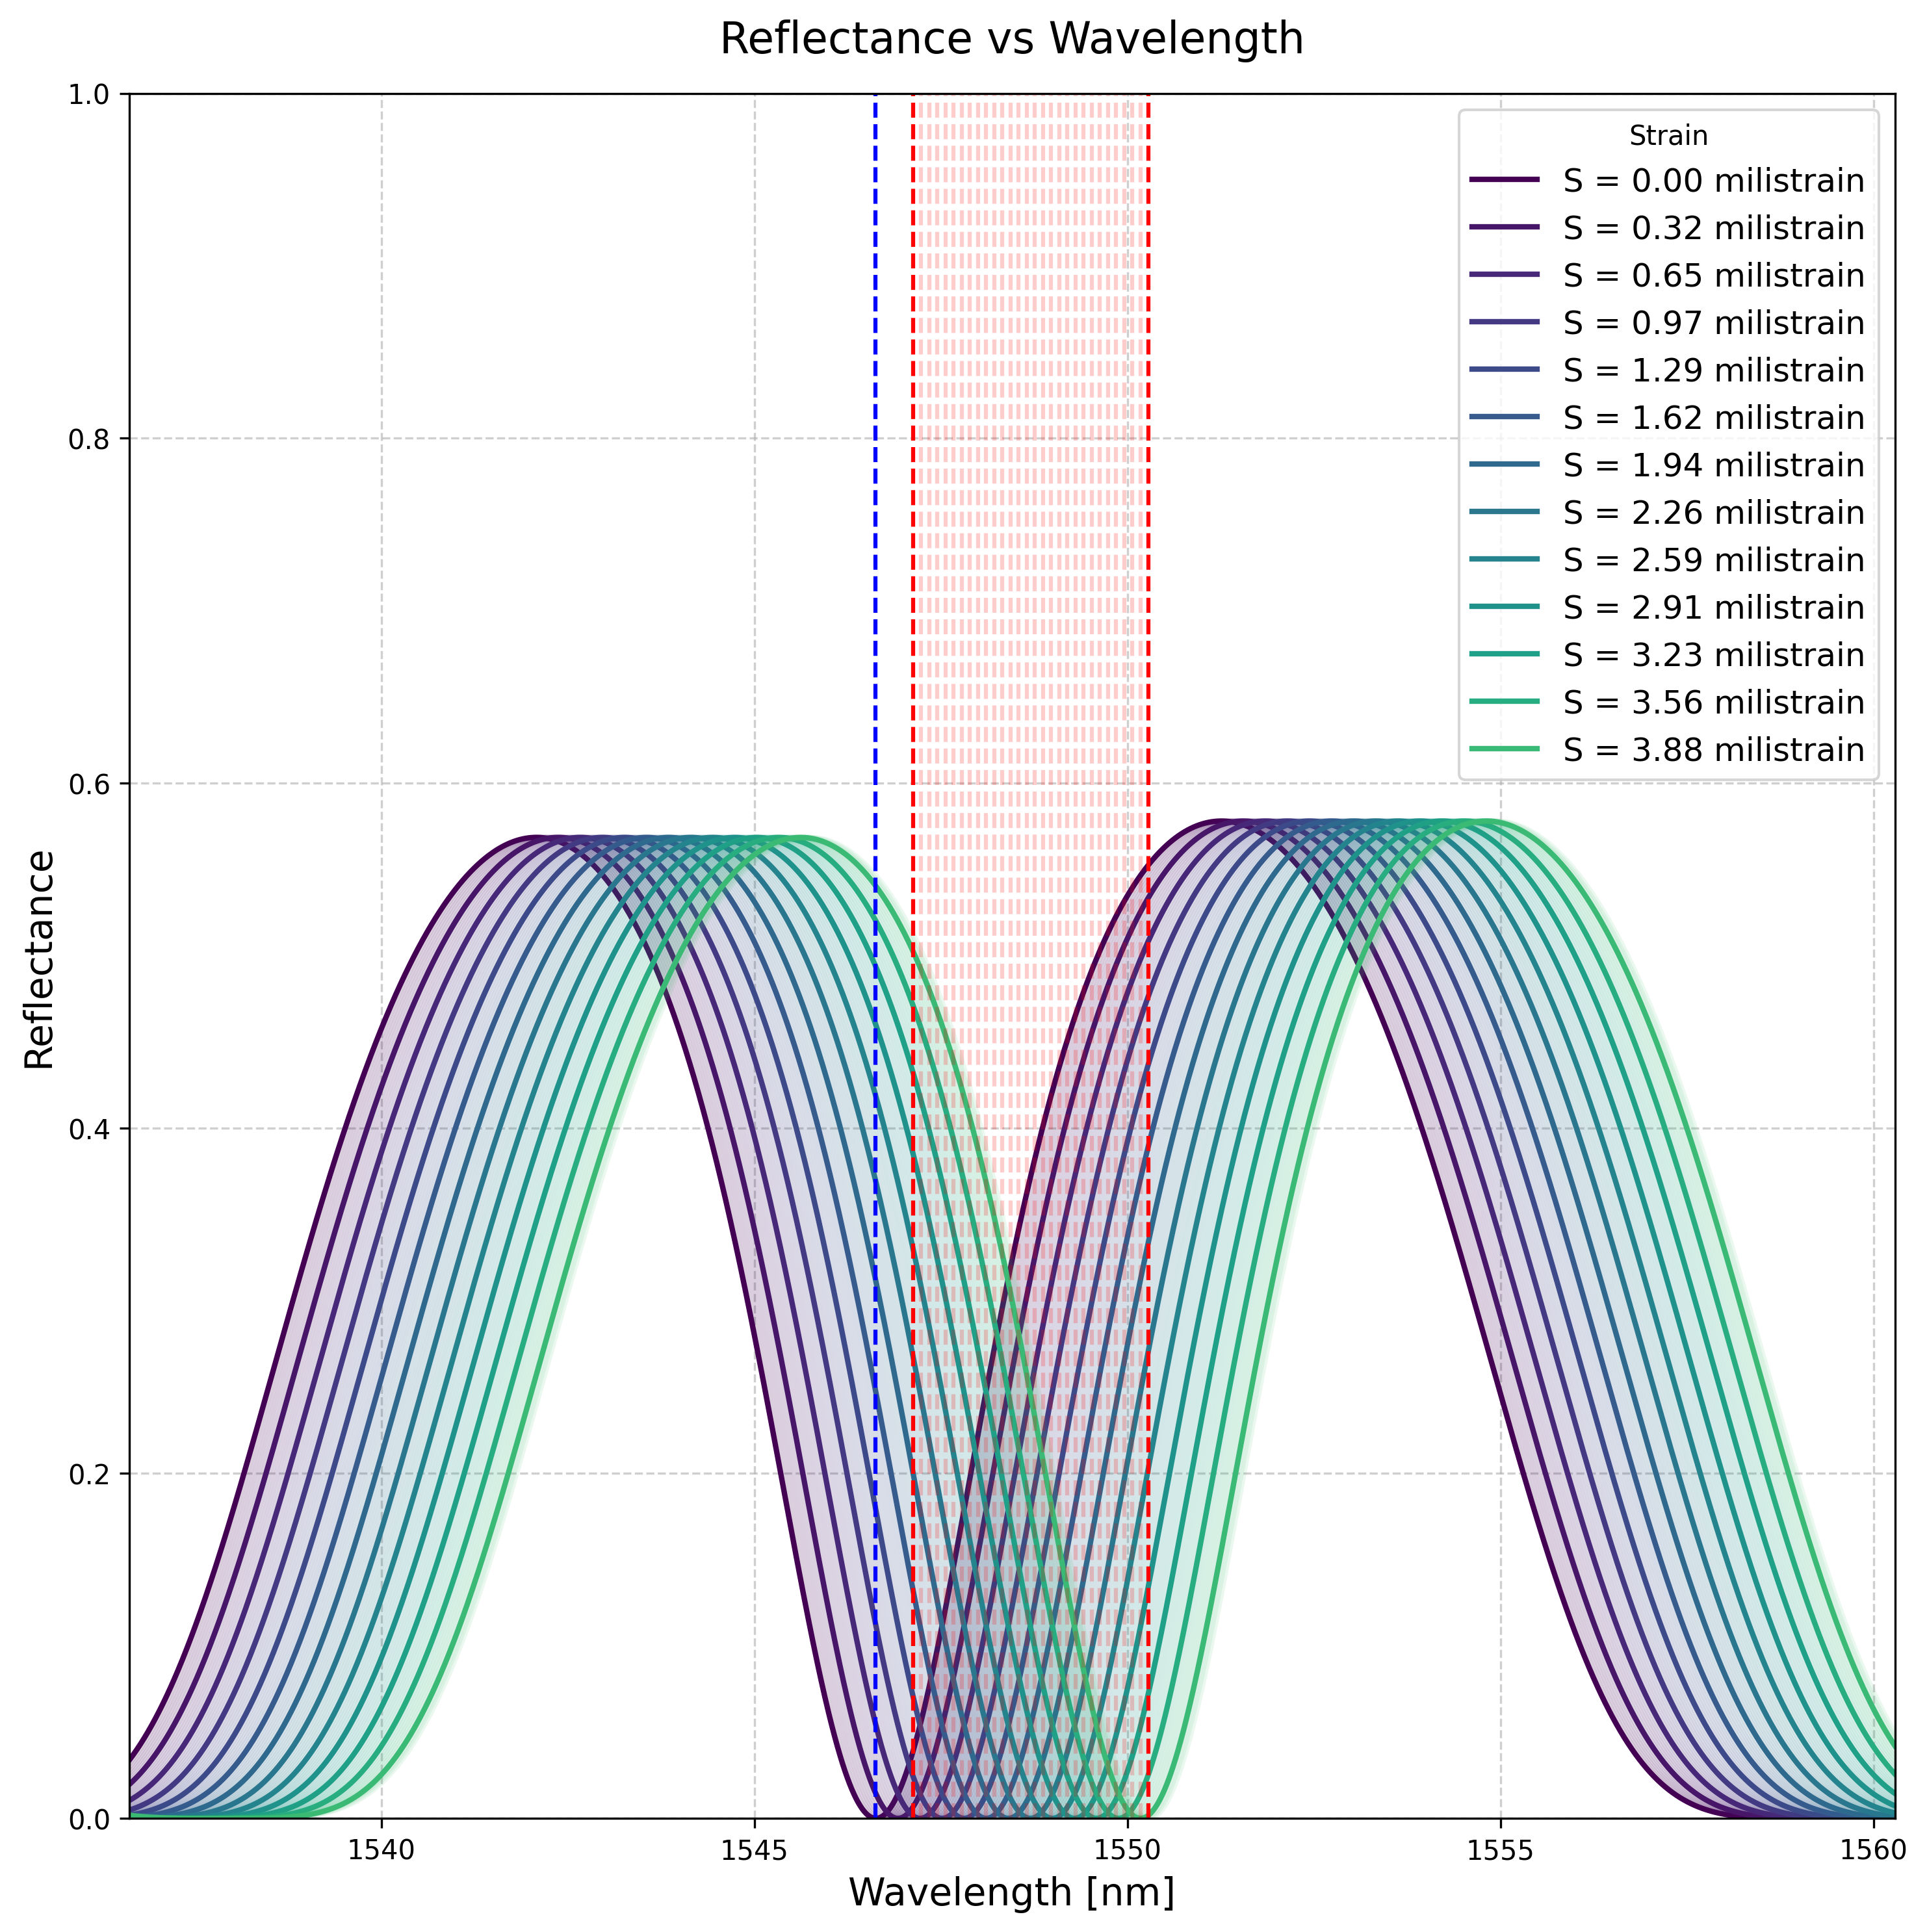 Reflectance vs Wavelength
1.0
0.8
0.6
0.4
0.2
0.0
Reflectance
Strain
S = 0.00 milistrain
S = 0.32 milistrain
S = 0.65 milistrain
S = 0.97 milistrain
S = 1.29 milistrain
S = 1.62 milistrain
S = 1.94 milistrain
S = 2.26 milistrain
S = 2.59 milistrain
S = 2.91 milistrain
S = 3.23 milistrain
S = 3.56 milistrain
S = 3.88 milistrain
1540 1545 1550 1555 1560
Wavelength [nm]